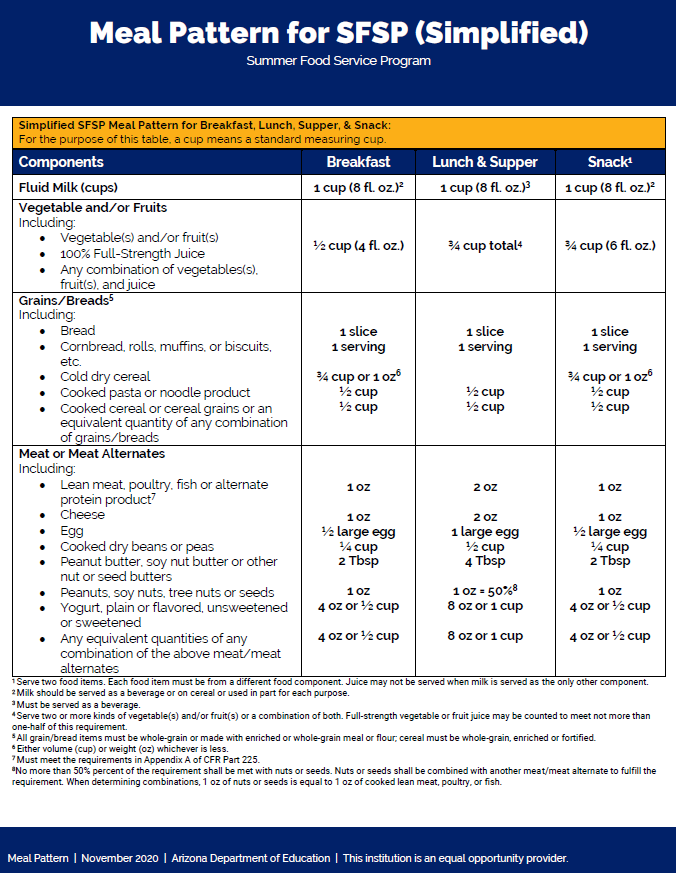 Meal Pattern for SFSP (Simplified)
Summer Food Service Program
Simplified SFSP Meal Pattern for Breakfast, Lunch, Supper, & Snack:
For the purpose of this table, a cup means a standard measuring cup.
Components Breakfast Lunch & Supper Snack¹
Fluid Milk (cups) 1 cup (8 fl. oz.)² 1 cup (8 fl. oz.)³ 1 cup (8 fl. oz.)²
Vegetable and/or Fruits
Including:
• Vegetable(s) and/or fruit(s)
• 100% Full-Strength Juice
• Any combination of vegetables(s),
fruit(s), and juice
½ cup (4 fl. oz.) ¾ cup total⁴ ¾ cup (6 fl. oz.)
Grains/Breads⁵
Including:
• Bread 1 slice 1 slice 1 slice
• Cornbread, rolls, muffins, or biscuits, 1 serving 1 serving 1 serving
etc.
• Cold dry cereal ¾ cup or 1 oz⁶ ¾ cup or 1 oz⁶
• Cooked pasta or noodle product ½ cup ½ cup ½ cup
• Cooked cereal or cereal grains or an ½ cup ½ cup ½ cup
equivalent quantity of any combination
of grains/breads
Meat or Meat Alternates
Including:
• Lean meat, poultry, fish or alternate 1 oz 2 oz 1 oz
protein product⁷
• Cheese 1 oz 2 oz 1 oz
• Egg ½ large egg 1 large egg ½ large egg
• Cooked dry beans or peas ¼ cup ½ cup ¼ cup
• Peanut butter, soy nut butter or other 2 Tbsp 4 Tbsp 2 Tbsp
nut or seed butters
• Peanuts, soy nuts, tree nuts or seeds 1 oz 1 oz = 50%⁸ 1 oz
• Yogurt, plain or flavored, unsweetened 4 oz or ½ cup 8 oz or 1 cup 4 oz or ½ cup
or sweetened
• Any equivalent quantities of any 4 oz or ½ cup 8 oz or 1 cup 4 oz or ½ cup
combination of the above meat/meat
alternates
¹ Serve two food items. Each food item must be from a different food component. Juice may not be served when milk is served as the only other component.
² Milk should be served as a beverage or on cereal or used in part for each purpose.
³ Must be served as a beverage.
⁴ Serve two or more kinds of vegetable(s) and/or fruit(s) or a combination of both. Full-strength vegetable or fruit juice may be counted to meet not more than
one-half of this requirement.
⁵ All grain/bread items must be whole-grain or made with enriched or whole-grain meal or flour; cereal must be whole-grain, enriched or fortified.
⁶ Either volume (cup) or weight (oz) whichever is less.
⁷ Must meet the requirements in Appendix A of CFR Part 225.
⁸No more than 50% percent of the requirement shall be met with nuts or seeds. Nuts or seeds shall be combined with another meat/meat alternate to fulfill the
requirement. When determining combinations, 1 oz of nuts or seeds is equal to 1 oz of cooked lean meat, poultry, or fish.
Meal Pattern | November 2020 | Arizona Department of Education | This institution is an equal opportunity provider.